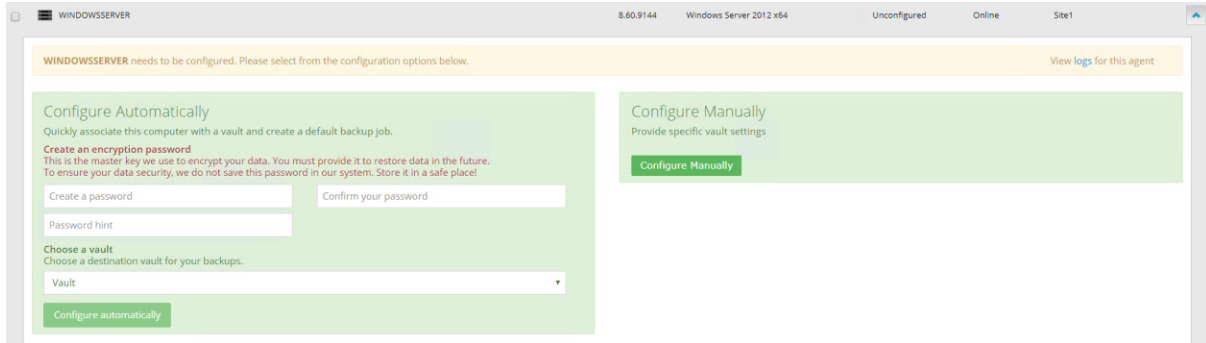 WINDOWSSERVER 8.60.9144 Windows Server 2012 x64 Unconfigured Online Site1
WINDOWSSERVER needs to be configured. Please select from the configuration options below. View logs for this agent
Configure Automatically
Quickly associate this computer with a vault and create a default backup job.
Create an encryption password
This is the master key we use to encrypt your data. You must provide it to restore data in the future.
To ensure your data security, we do not save this password in our system. Store it in a safe place!
Create a password Confirm your password
Password hint
Choose a vault
Choose a destination vault for your backups.
Vault
Configure automatically
Configure Manually
Provide specific vault settings
Configure Manually